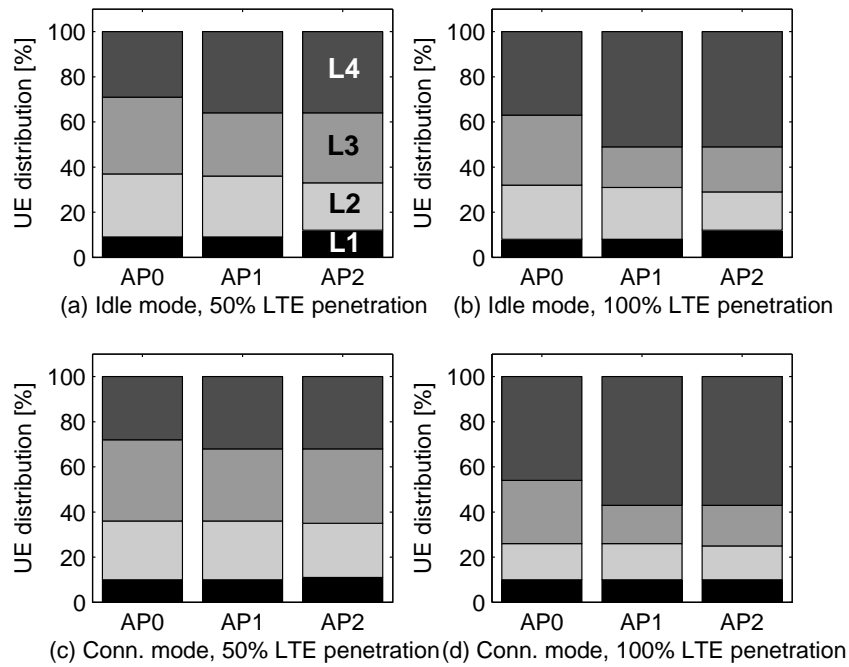 UE distribution [%]
100
80
60
40
20
0
L4
L3
L2
L1
AP0 AP1 AP2
(a) Idle mode, 50% LTE penetration
UE distribution [%]
100
80
60
40
20
0
AP0 AP1 AP2
(b) Idle mode, 100% LTE penetration
UE distribution [%]
100
80
60
40
20
0
AP0 AP1 AP2
(c) Conn. mode, 50% LTE penetration
UE distribution [%]
100
80
60
40
20
0
AP0 AP1 AP2
(d) Conn. mode, 100% LTE penetration